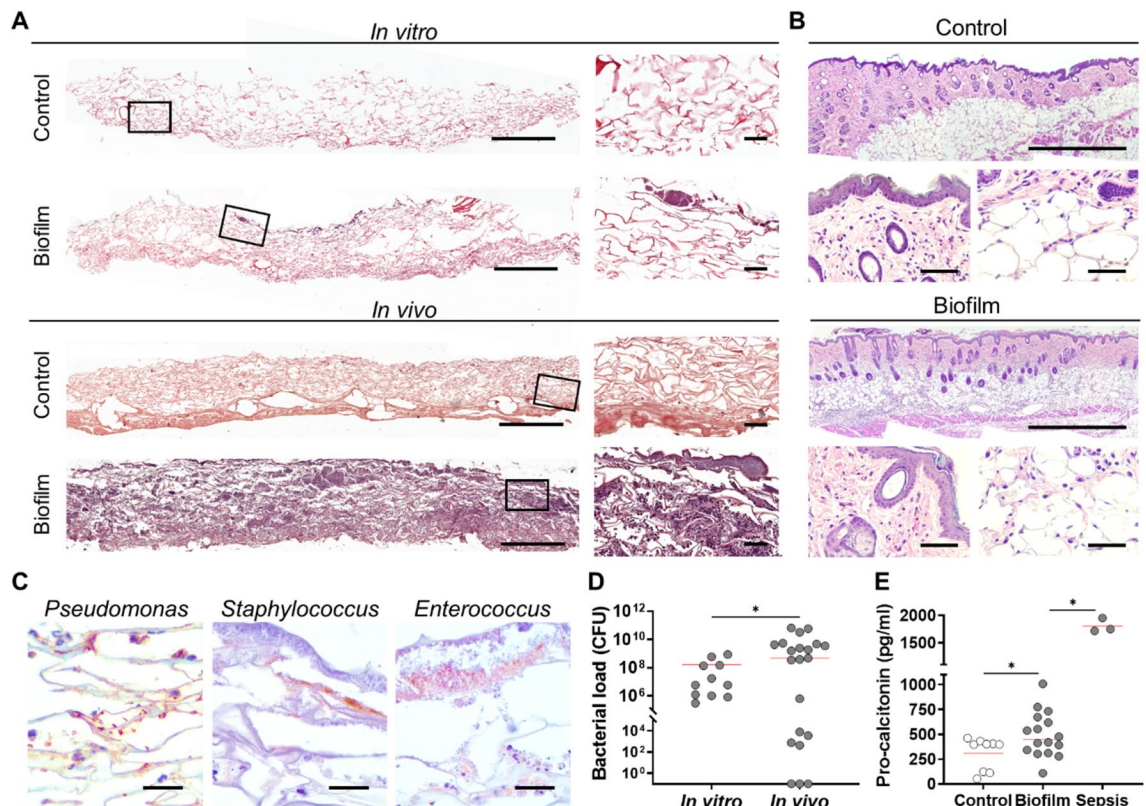 A
In vitro
Control
Biofilm
In vivo
Control
Biofilm
B
Control
Biofilm
C
Pseudomonas
Staphylococcus
Enterococcus
D
Bacterial load (CFU)
10¹²
10¹⁰
10⁸
10⁶
10⁴
10²
10⁰
*
In vitro
In vivo
E
Pro-calcitonin (pg/ml)
2000
1500
1000
750
500
250
0
*
*
Control
Biofilm
Sepsis